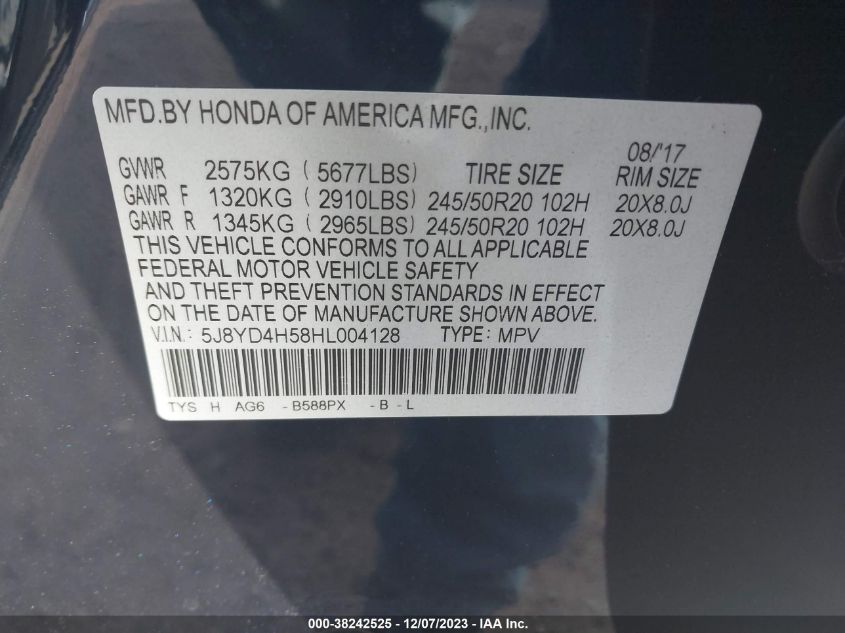 MFD.BY HONDA OF AMERICA MFG.,INC.
08/'17
GVWR 2575KG ( 5677LBS) TIRE SIZE RIM SIZE
GAWR F 1320KG ( 2910LBS) 245/50R20 102H 20X8.0J
GAWR R 1345KG ( 2965LBS) 245/50R20 102H 20X8.0J
THIS VEHICLE CONFORMS TO ALL APPLICABLE
FEDERAL MOTOR VEHICLE SAFETY
AND THEFT PREVENTION STANDARDS IN EFFECT
ON THE DATE OF MANUFACTURE SHOWN ABOVE.
V.I.N.: 5J8YD4H58HL004128 TYPE: MPV
TYS H AG6 -B588PX -B -L
000-38242525 - 12/07/2023 - IAA Inc.